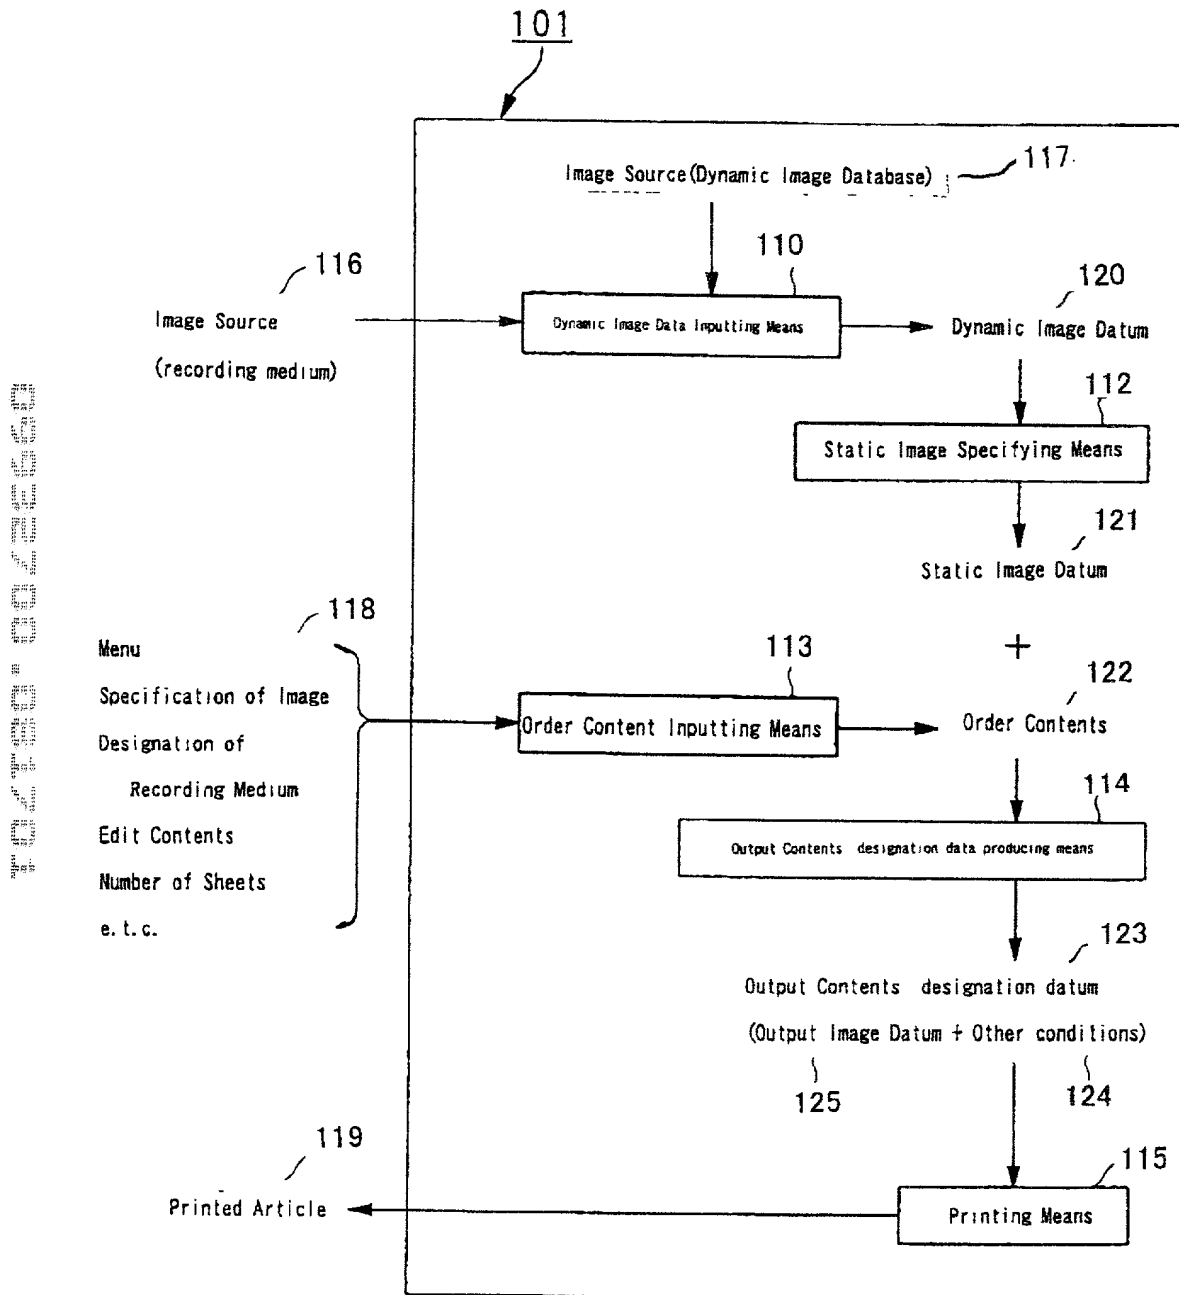 101
Image Source(Dynamic Image Database)
117
110
116
120
Image Source
(recording medium)
Dynamic Image Data Inputting Means
Dynamic Image Datum
112
Static Image Specifying Means
121
Static Image Datum
118
+
Menu
Specification of Image
Designation of
Recording Medium
Edit Contents
Number of Sheets
e.t.c.
113
122
Order Content Inputting Means
Order Contents
114
Output Contents designation data producing means
123
Output Contents designation datum
(Output Image Datum + Other conditions)
125
124
119
115
Printed Article
Printing Means